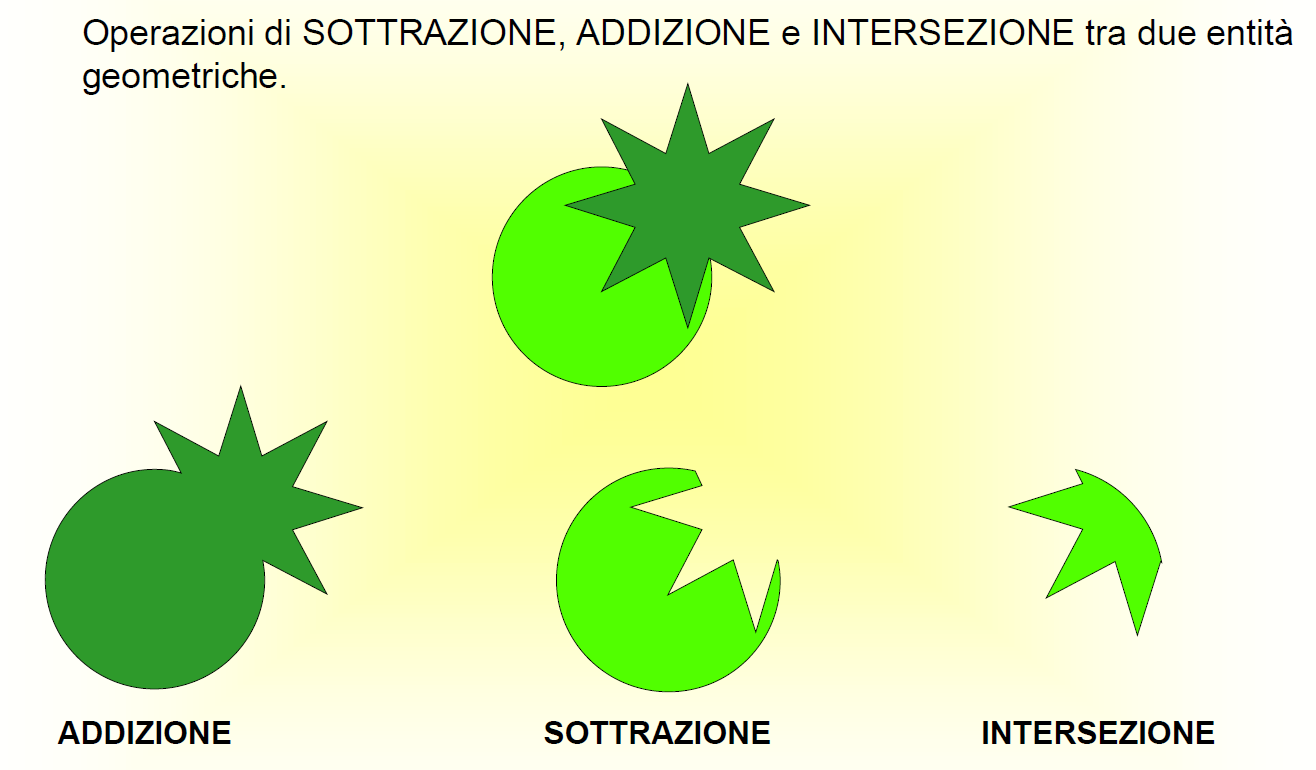 Operazioni di SOTTRAZIONE, ADDIZIONE e INTERSEZIONE tra due entità
geometriche.
ADDIZIONE
SOTTRAZIONE
INTERSEZIONE